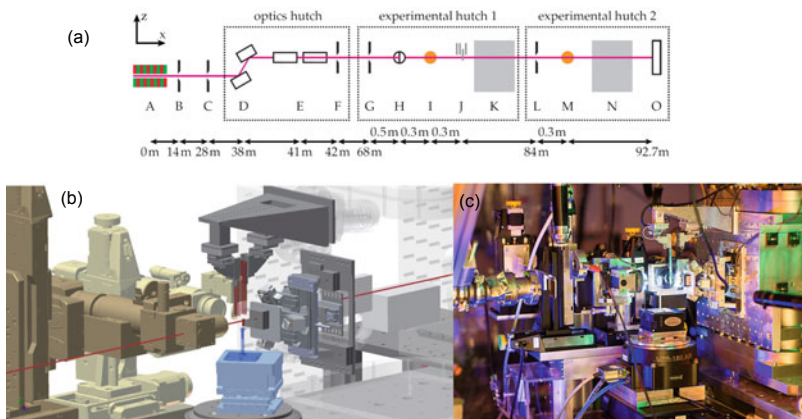 (a)
z
x
optics hutch
experimental hutch 1
experimental hutch 2
A B C D E F G H I J K L M N O
0.5m 0.3m 0.3m 0.3m
0m 14m 28m 38m 41m 42m 68m 84m 92.7m
(b)
(c)